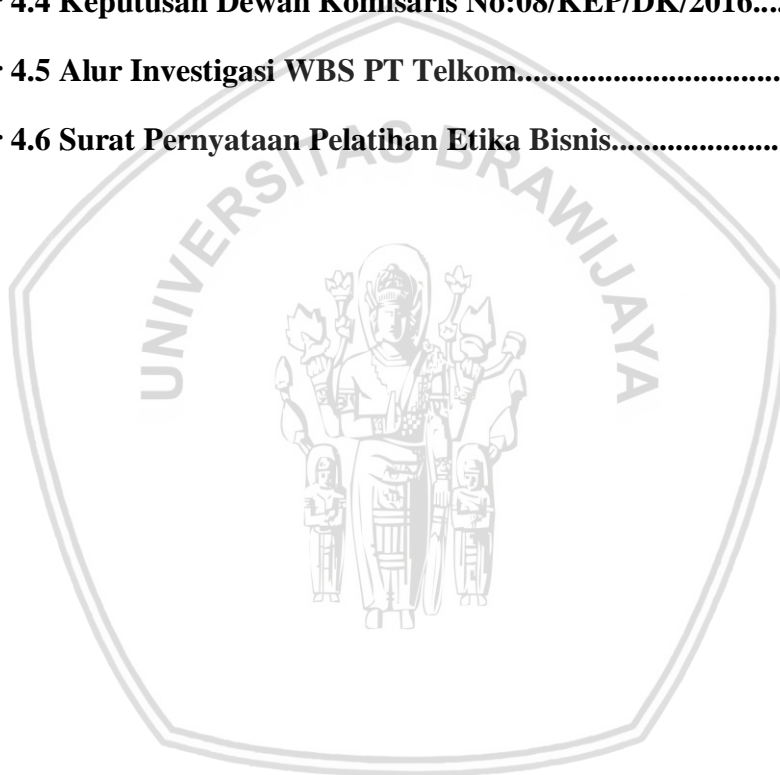 r 4.4 Keputusan Dewan Komisaris No:08/KEP/DK/2016....
r 4.5 Alur Investigasi WBS PT Telkom.................................
r 4.6 Surat Pernyataan Pelatihan Etika Bisnis.....................
UNIVERSITAS BRAWIJAYA